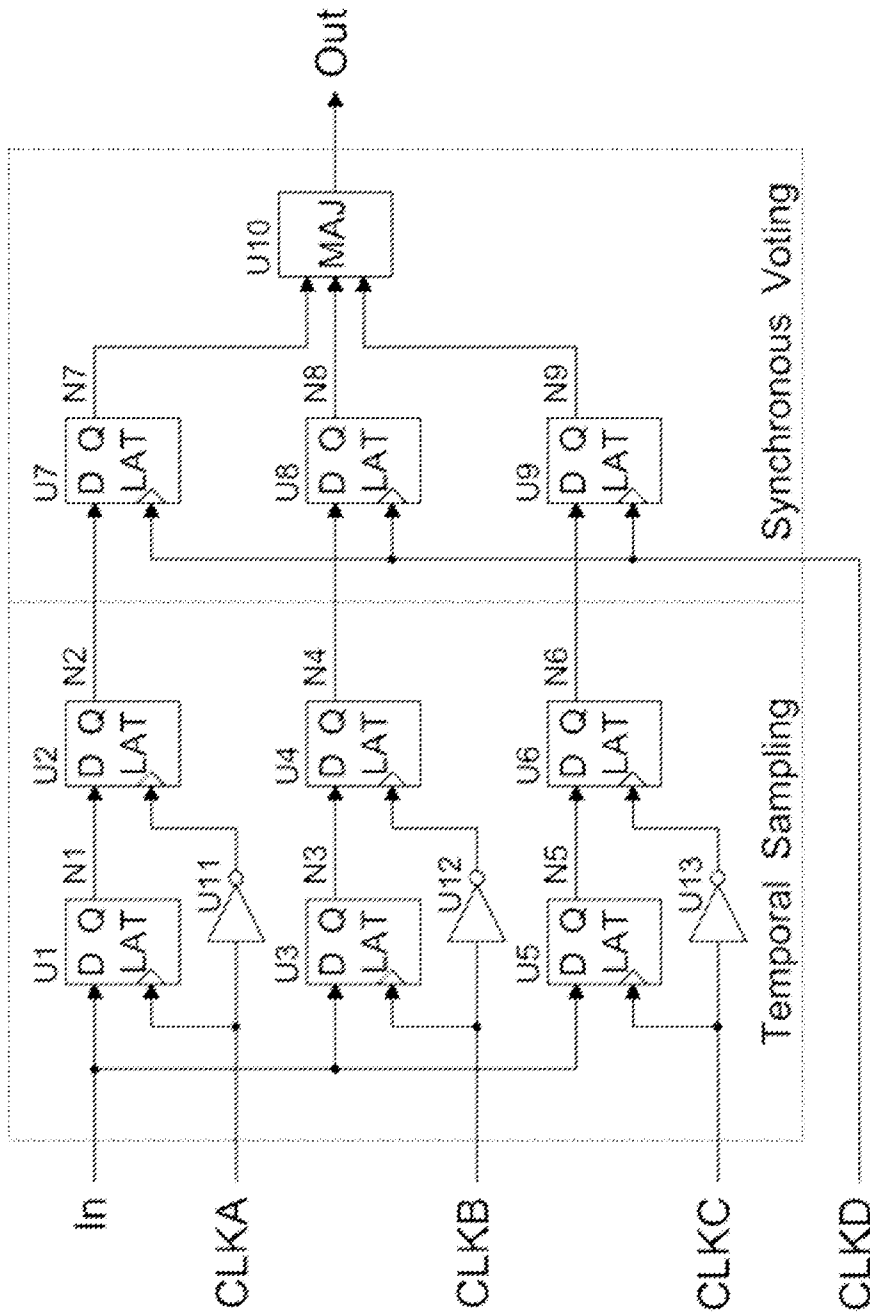 In
CLKA
CLKB
CLKC
CLKD
U1
D Q
LAT
N1
U11
U2
D Q
LAT
N2
U3
D Q
LAT
N3
U12
U4
D Q
LAT
N4
U5
D Q
LAT
N5
U13
U6
D Q
LAT
N6
Temporal Sampling
U7
D Q
LAT
N7
U8
D Q
LAT
N8
U9
D Q
LAT
N9
U10
MAJ
Out
Synchronous Voting